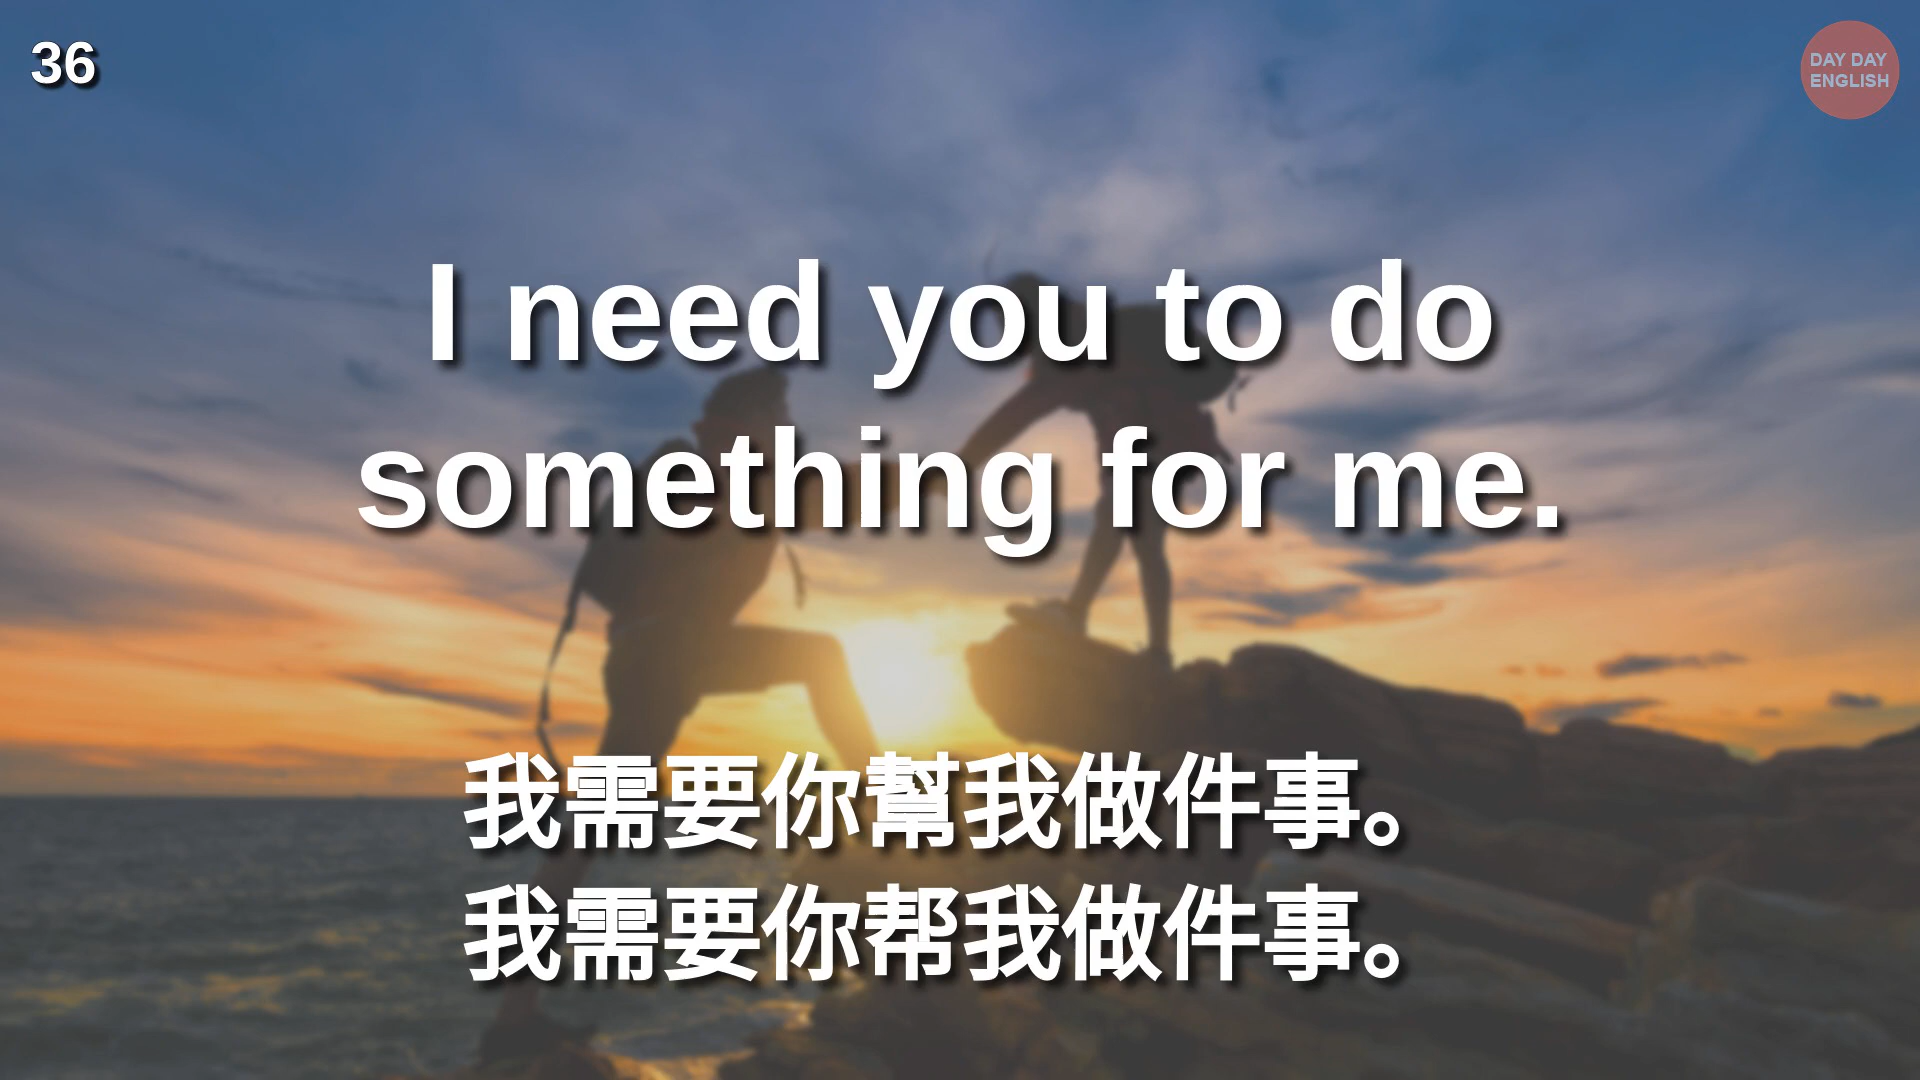 36
DAY DAY
ENGLISH
I need you to do
something for me.
我需要你幫我做件事。
我需要你帮我做件事。